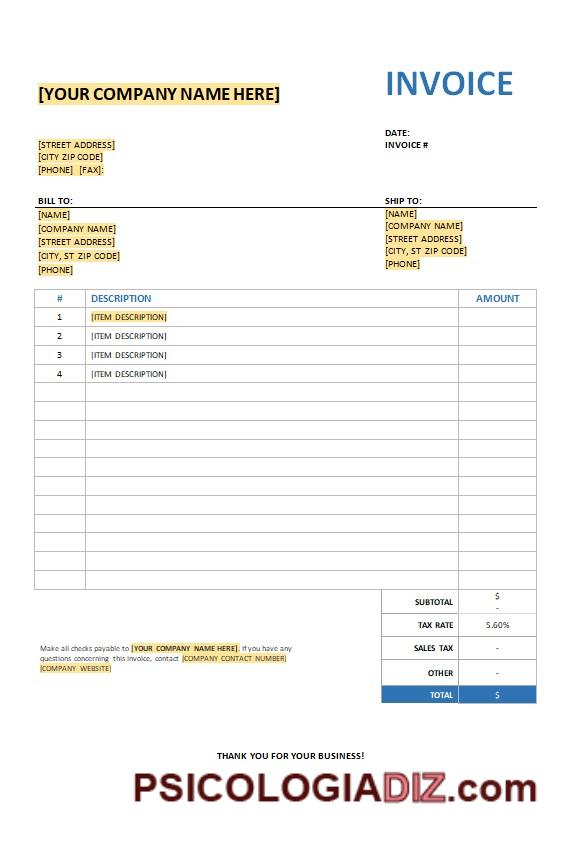 INVOICE
[YOUR COMPANY NAME HERE]
DATE:
[STREET ADDRESS]
INVOICE #
[CITY ZIP CODE]
[PHONE] [FAX]:
BILL TO:
SHIP TO:
[NAME]
[NAME]
[COMPANY NAME]
[COMPANY NAME]
[STREET ADDRESS]
[STREET ADDRESS]
[CITY, ST ZIP CODE]
[CITY, ST ZIP CODE]
[PHONE]
[PHONE]
# DESCRIPTION AMOUNT
1 [ITEM DESCRIPTION]
2 [ITEM DESCRIPTION]
3 [ITEM DESCRIPTION]
4 [ITEM DESCRIPTION]
SUBTOTAL $ -
TAX RATE 5.60%
SALES TAX -
OTHER -
TOTAL $
Make all checks payable to [YOUR COMPANY NAME HERE]. If you have any
questions concerning this invoice, contact [COMPANY CONTACT NUMBER]
[COMPANY WEBSITE]
THANK YOU FOR YOUR BUSINESS!
PSICOLOGIADIZ.com